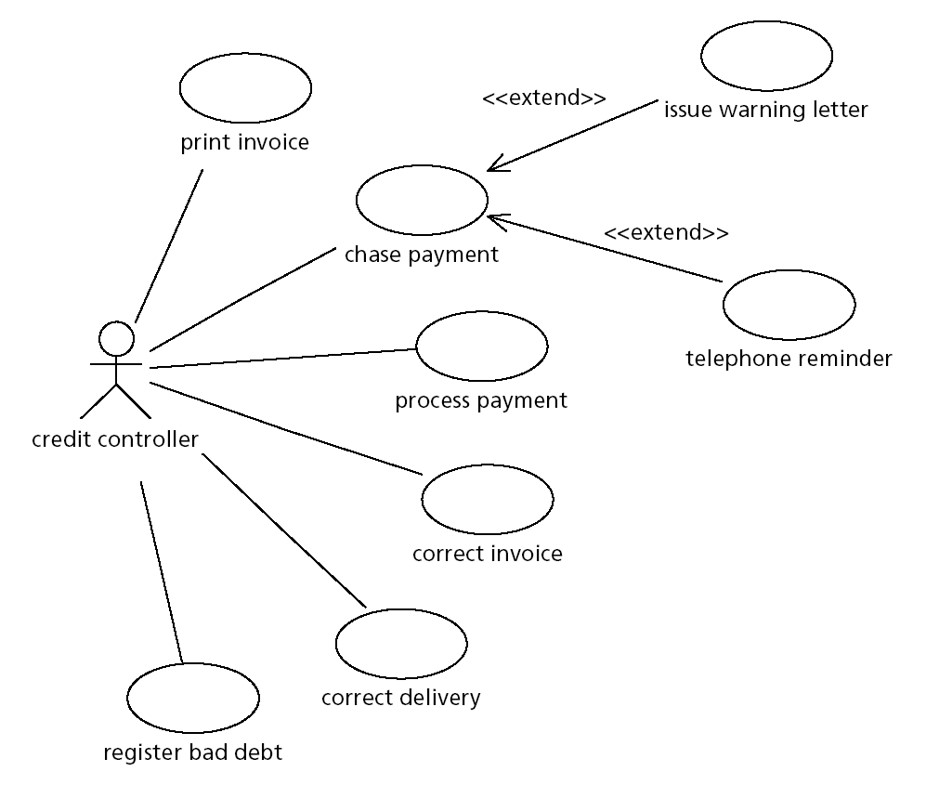 issue warning letter
<<extend>>
print invoice
<<extend>>
chase payment
telephone reminder
process payment
credit controller
correct invoice
correct delivery
register bad debt